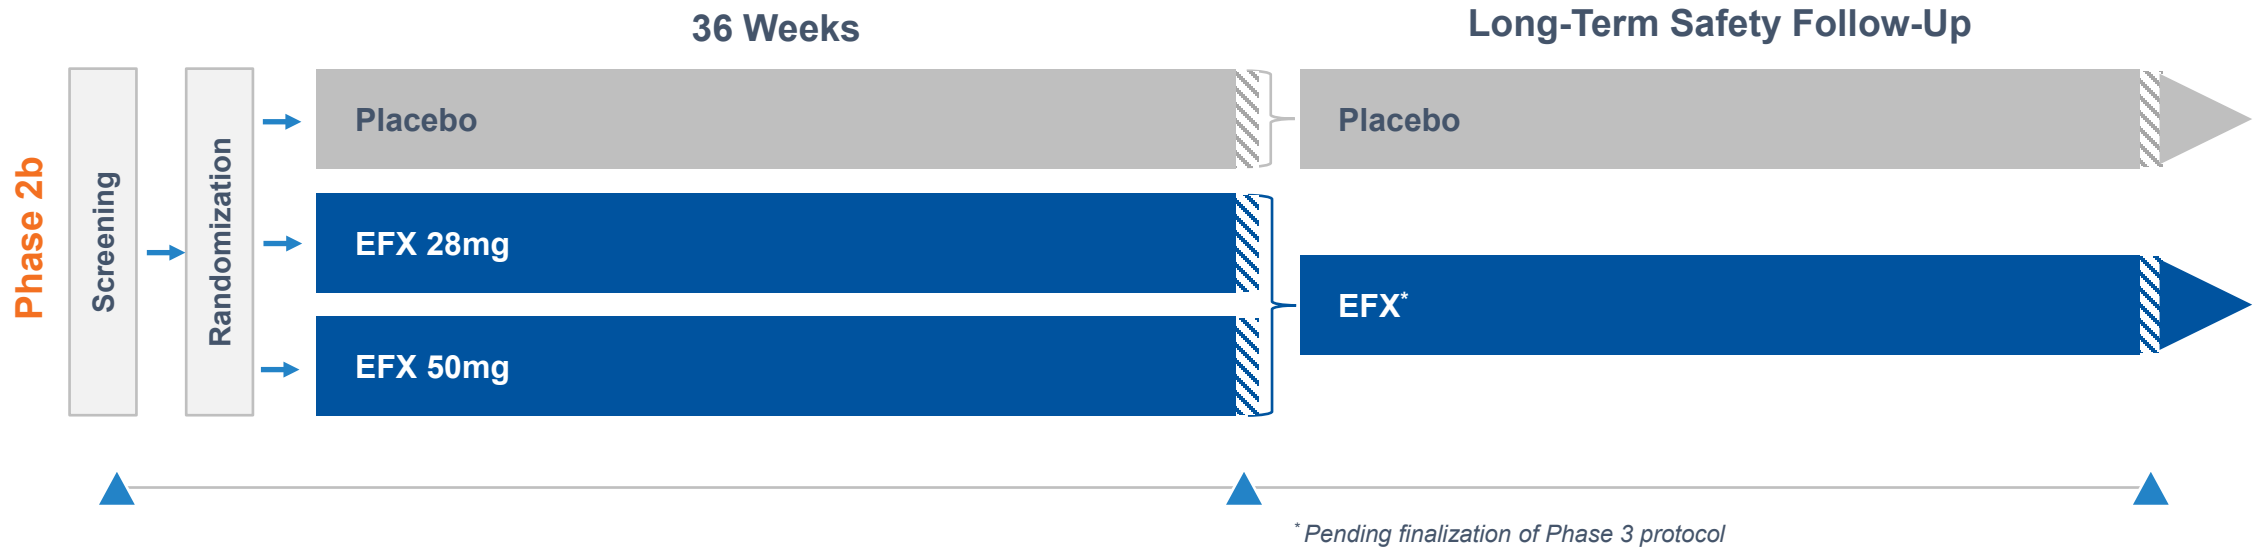 36 Weeks
Long-Term Safety Follow-Up
Phase 2b
Screening
Randomization
Placebo
Placebo
EFX 28mg
EFX 50mg
EFX*
* Pending finalization of Phase 3 protocol